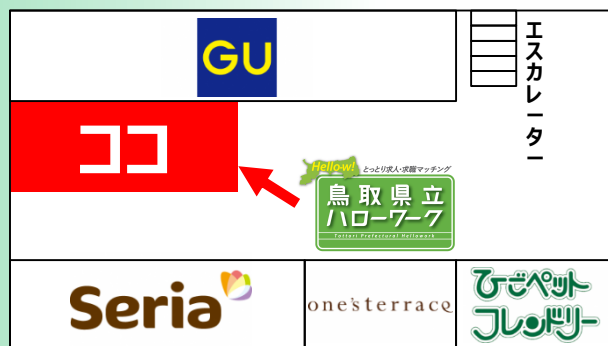 GU
エスカレーター
ココ
Hello-w!
とっとり求人・求職マッチング
鳥取県立
ハローワーク
Tottori Prefectural Hellowork
Seria
one'sterrace
ひごペット
フレンドリー